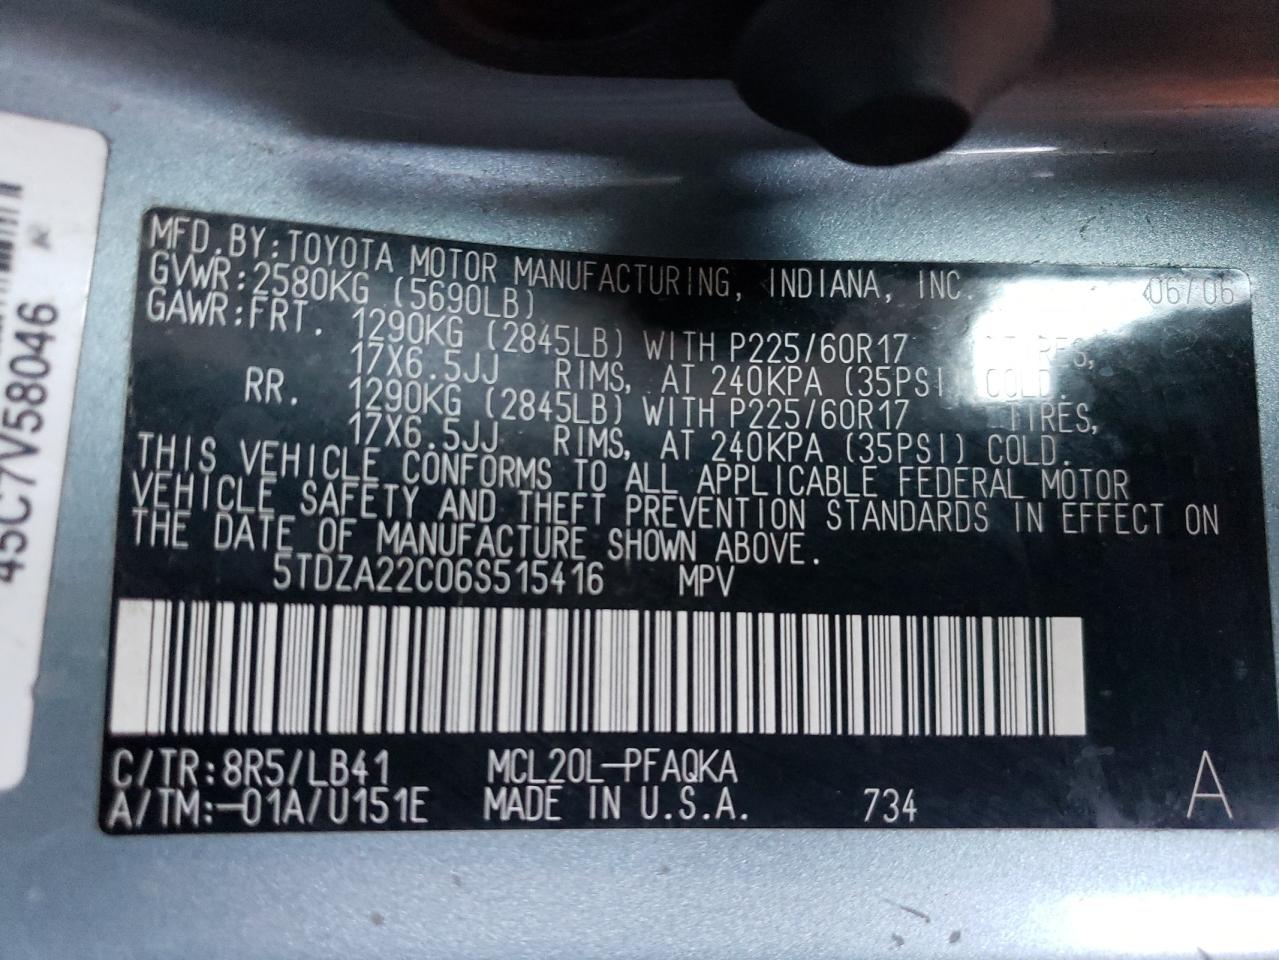 MFD.BY:TOYOTA MOTOR MANUFACTURING, INDIANA, INC. 06/06
GVWR:2580KG (5690LB)
GAWR:FRT. 1290KG (2845LB) WITH P225/60R17 TIRES,
17X6.5JJ RIMS, AT 240KPA (35PSI) COLD.
RR. 1290KG (2845LB) WITH P225/60R17 TIRES,
17X6.5JJ RIMS, AT 240KPA (35PSI) COLD.
THIS VEHICLE CONFORMS TO ALL APPLICABLE FEDERAL MOTOR
VEHICLE SAFETY AND THEFT PREVENTION STANDARDS IN EFFECT ON
THE DATE OF MANUFACTURE SHOWN ABOVE.
5TDZA22C06S515416 MPV
C/TR:8R5/LB41 MCL20L-PFAQKA
A/TM:-01A/U151E MADE IN U.S.A. 734 A
45C7V58046